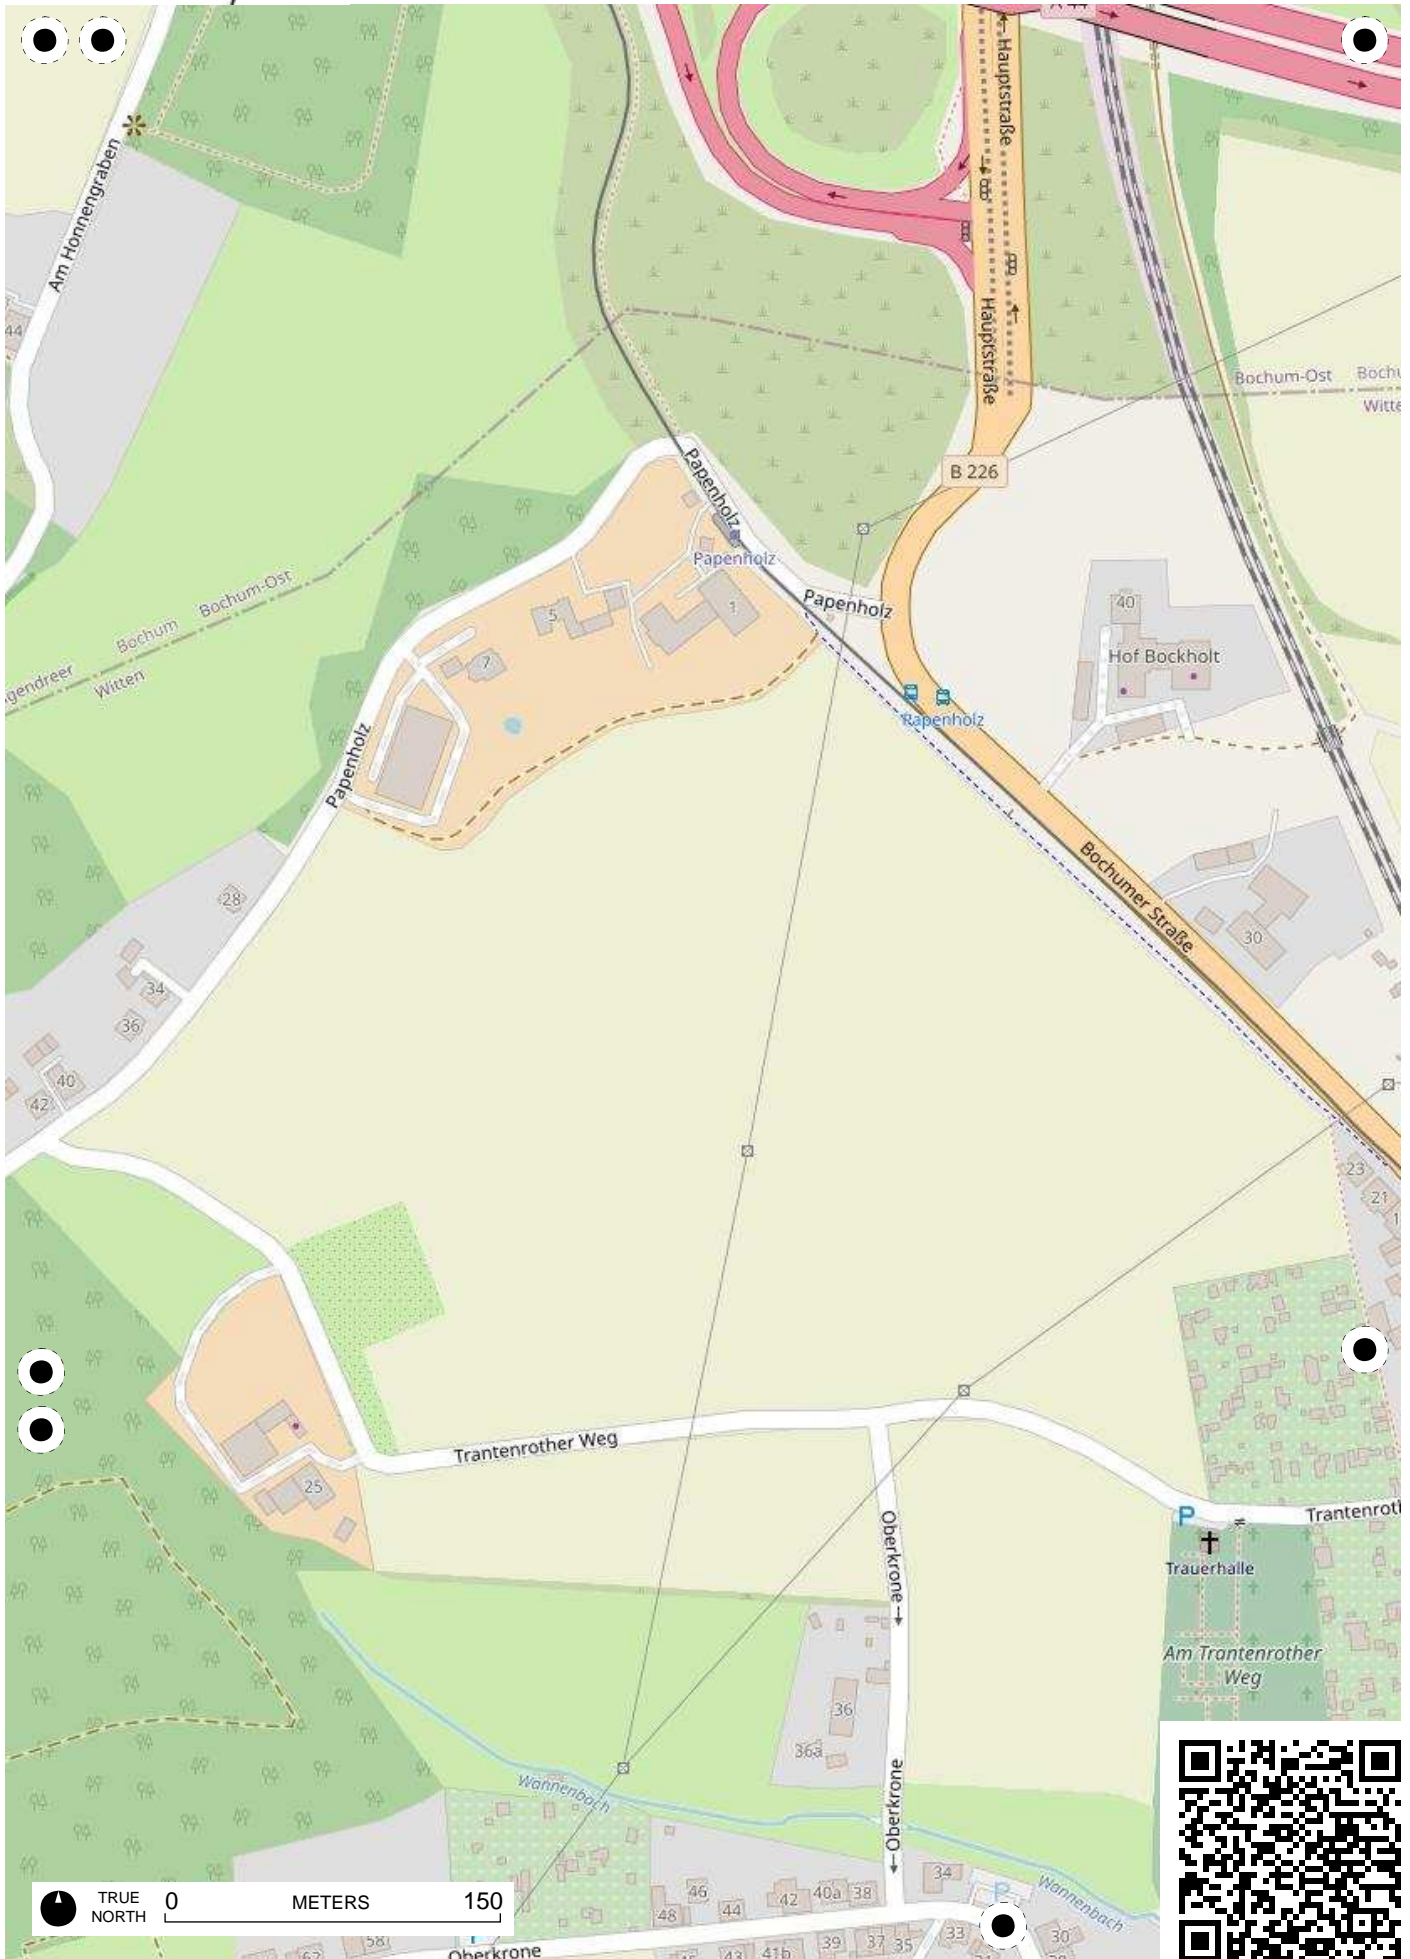 Hauptstraße
Am Honnengraben
44
Hauptstraße
Bochum-Ost
B 226
Papenholz
Papenholz
Papenholz
1
5
7
40
Hof Bockholt
Bochum-Ost
Bochum
Witten
Papenholz
Papenholz
28
34
36
40
42
Bochumer Straße
30
23
21
Trantenrother Weg
25
Oberkrone
P
Trauerhalle
Am Trantenrother
Weg
36
36a
Wannenbach
Oberkrone
Wannenbach
34
46
48
44
42
40a
38
P
33
30
35
37
39
41b
43
58
Oberkrone
TRUE
NORTH
0
METERS
150